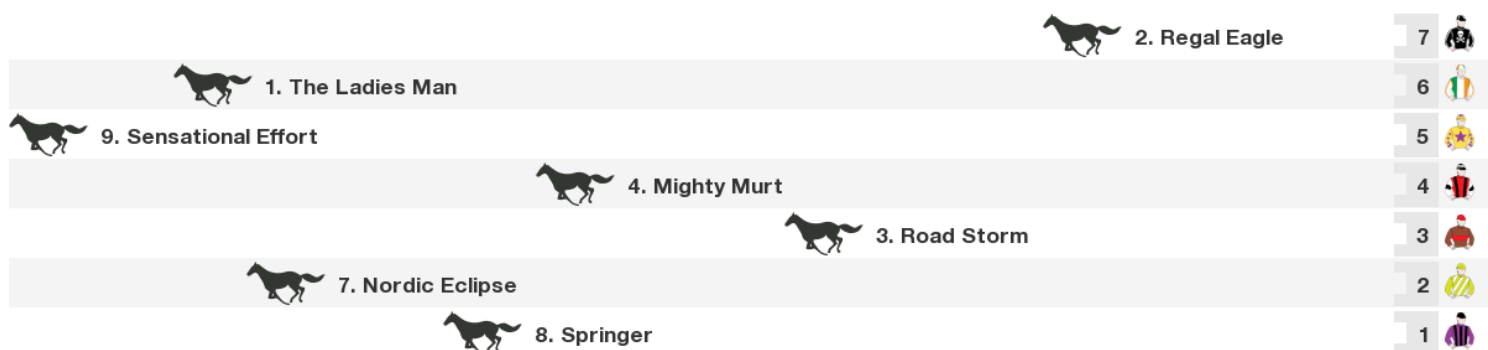 2. Regal Eagle 7
1. The Ladies Man 6
9. Sensational Effort 5
4. Mighty Murt 4
3. Road Storm 3
7. Nordic Eclipse 2
8. Springer 1